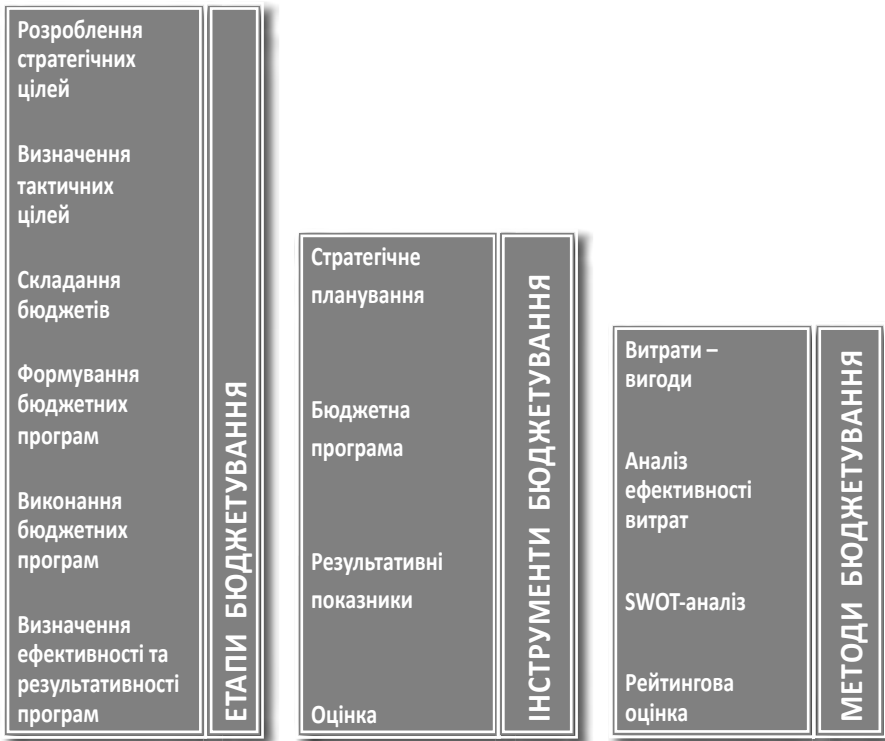 Розроблення
стратегічних
цілей
Визначення
тактичних
цілей
Складання
бюджетів
Формування
бюджетних
програм
Виконання
бюджетних
програм
Визначення
ефективності та
результативності
програм
ЕТАПИ БЮДЖЕТУВАННЯ
Стратегічне
планування
Бюджетна
програма
Результативні
показники
Оцінка
ІНСТРУМЕНТИ БЮДЖЕТУВАННЯ
Витрати –
вигоди
Аналіз
ефективності
витрат
SWOT-аналіз
Рейтингова
оцінка
МЕТОДИ БЮДЖЕТУВАННЯ